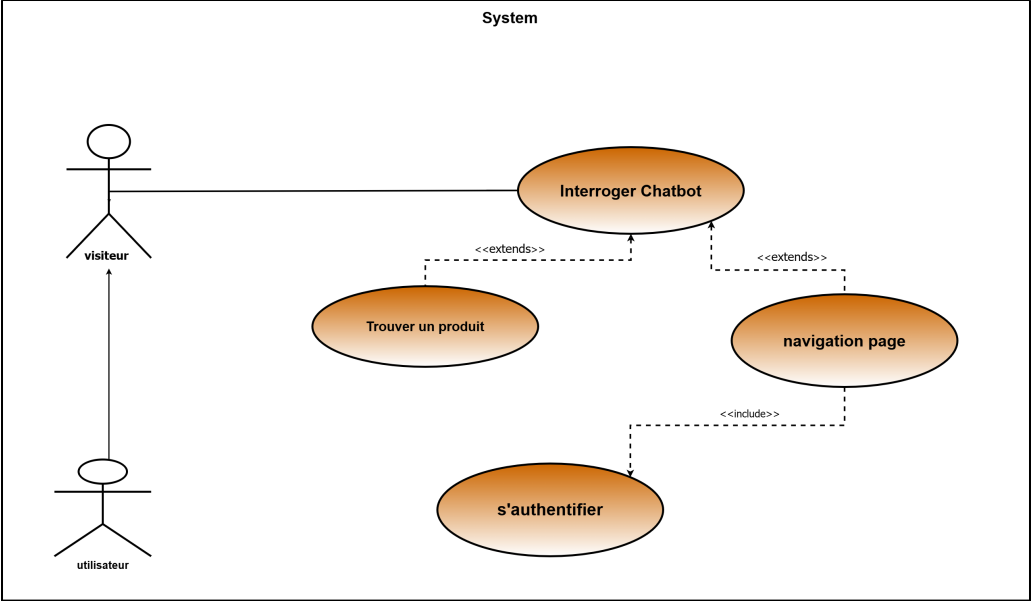 System
Interroger Chatbot
visiteur
<<extends>>
<<extends>>
Trouver un produit
navigation page
<<include>>
s'authentifier
utilisateur